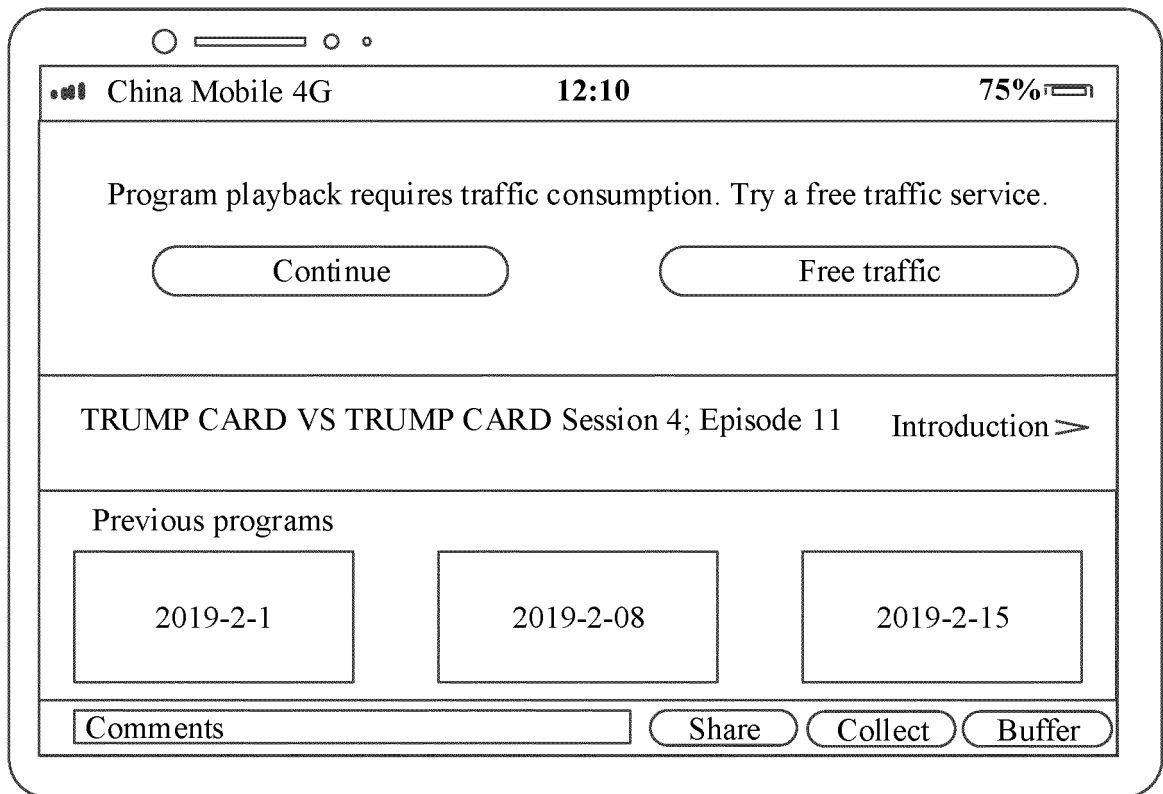 China Mobile 4G 12:10 75%
Program playback requires traffic consumption. Try a free traffic service.
Continue Free traffic
TRUMP CARD VS TRUMP CARD Session 4; Episode 11 Introduction >
Previous programs
2019-2-1 2019-2-08 2019-2-15
Comments Share Collect Buffer